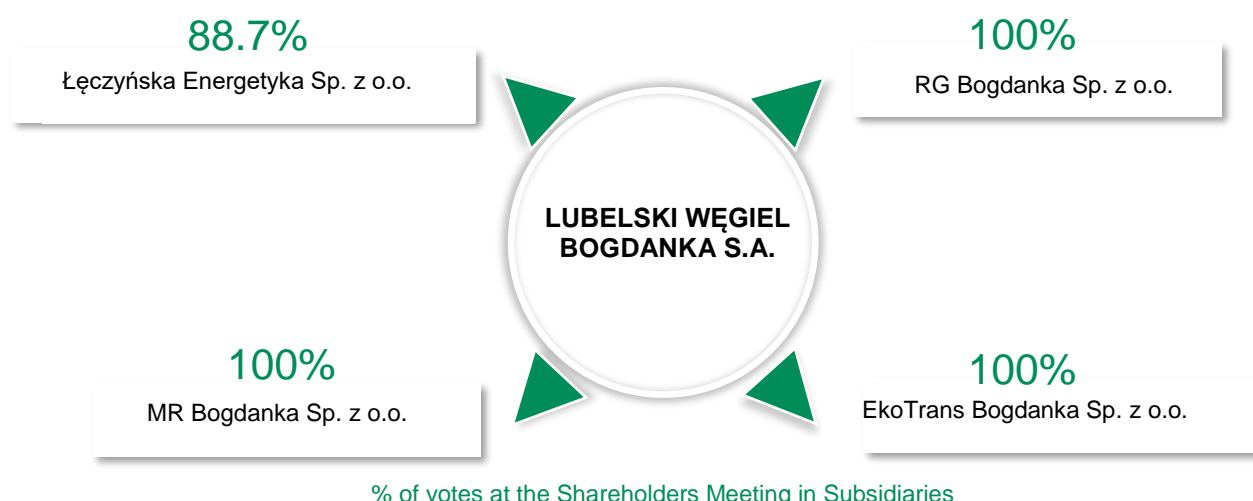 88.7%
Łęczyńska Energetyka Sp. z o.o.
100%
RG Bogdanka Sp. z o.o.
LUBELSKI WĘGIEL
BOGDANKA S.A.
100%
MR Bogdanka Sp. z o.o.
100%
EkoTrans Bogdanka Sp. z o.o.
% of votes at the Shareholders Meeting in Subsidiaries